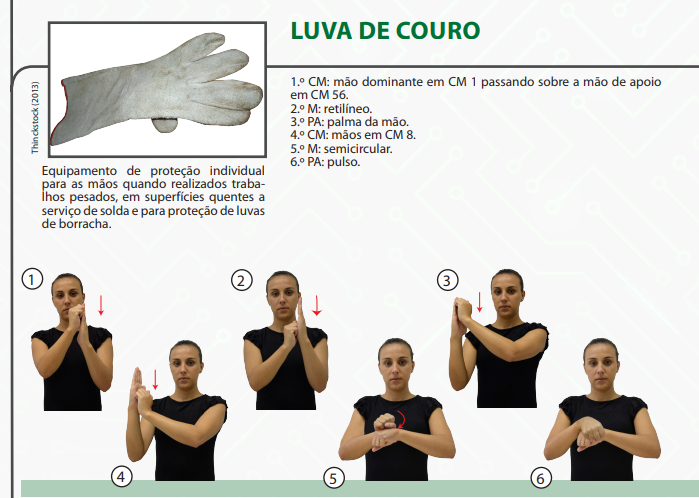 LUVA DE COURO
Thinckstock (2013)
1.º CM: mão dominante em CM 1 passando sobre a mão de apoio
em CM 56.
2.º M: retilíneo.
3.º PA: palma da mão.
4.º CM: mãos em CM 8.
5.º M: semicircular.
6.º PA: pulso.
Equipamento de proteção individual
para as mãos quando realizados traba-
lhos pesados, em superfícies quentes a
serviço de solda e para proteção de luvas
de borracha.
1
2
3
4
5
6